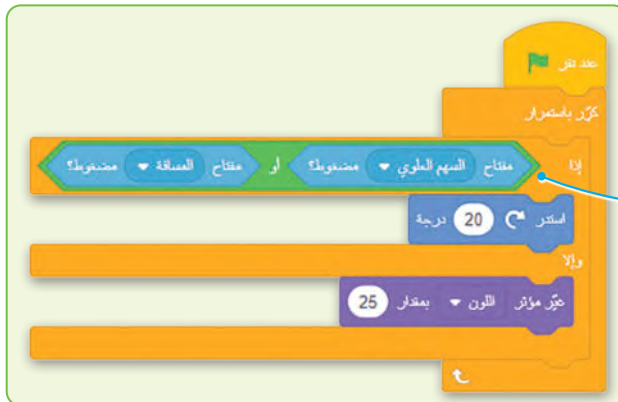 عند نقر
كرّر باستمرار
إذا مفتاح السهم العلوي مضغوط؟ أو مفتاح المسافة مضغوط؟
استدر 20 درجة
وإلا
غيّر مؤثر اللون بمقدار 25